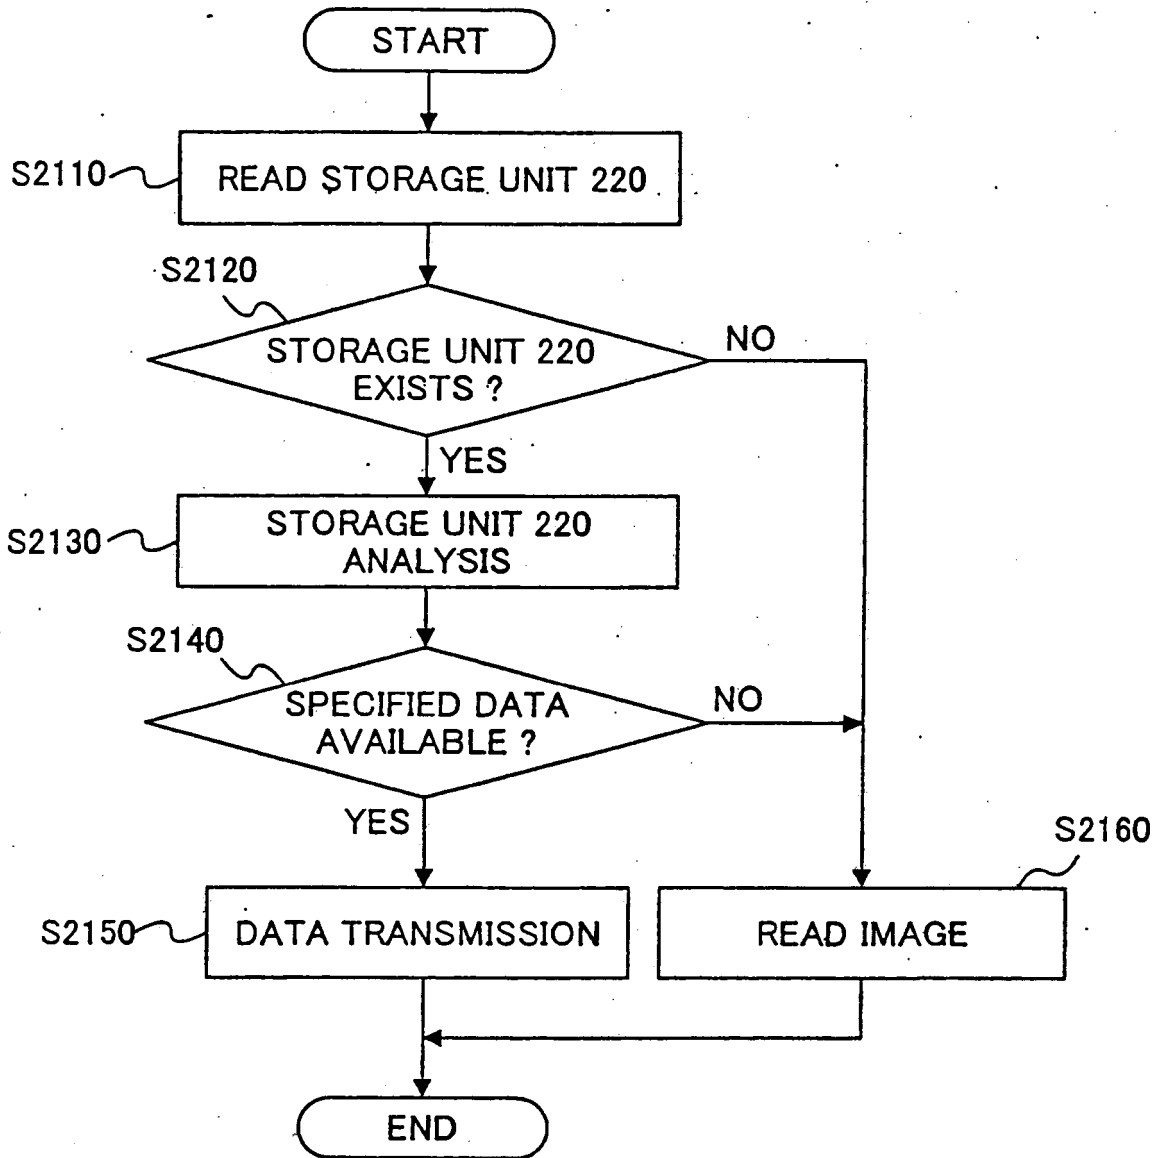 START
S2110
READ STORAGE UNIT 220
S2120
STORAGE UNIT 220
EXISTS ?
NO
YES
S2130
STORAGE UNIT 220
ANALYSIS
S2140
SPECIFIED DATA
AVAILABLE ?
NO
YES
S2160
S2150
DATA TRANSMISSION
READ IMAGE
END